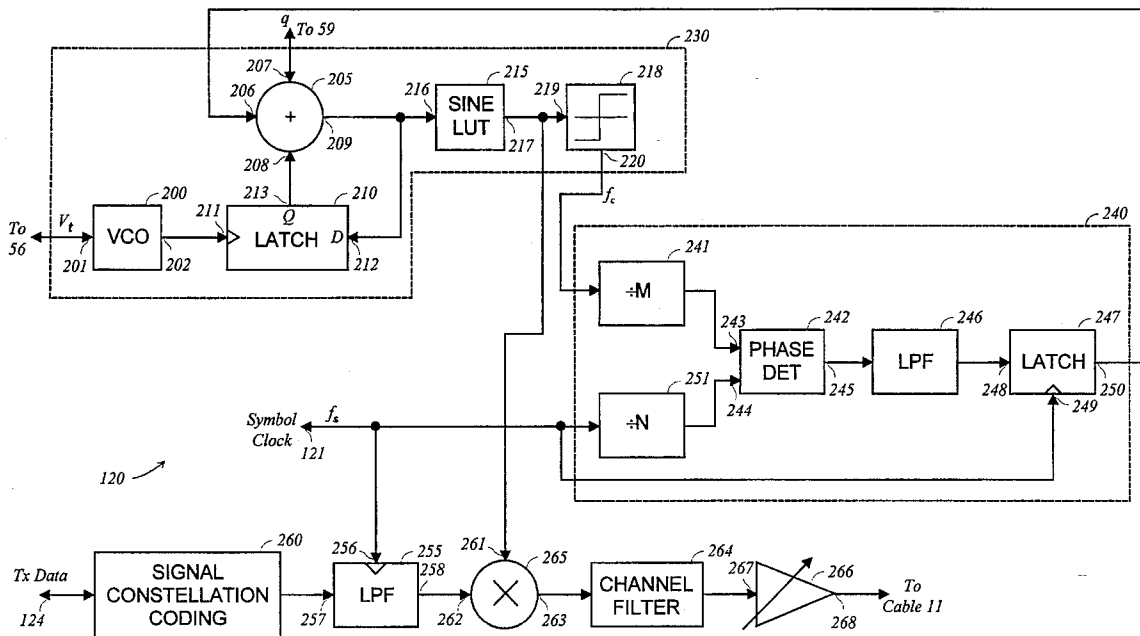 q
To 59
230
207
205
206
+
209
208
216
215
SINE
LUT
217
219
218
220
f_c
200
213
210
211
Q
To
56
V_t
VCO
LATCH
D
201
202
212
240
241
÷M
243
242
246
247
PHASE
DET
LPF
LATCH
245
248
250
251
244
249
÷N
Symbol
Clock
f_s
121
120
260
256
255
261
265
264
267
266
258
Tx Data
SIGNAL
CONSTELLATION
CODING
LPF
CHANNEL
FILTER
To
Cable 11
124
257
262
263
268